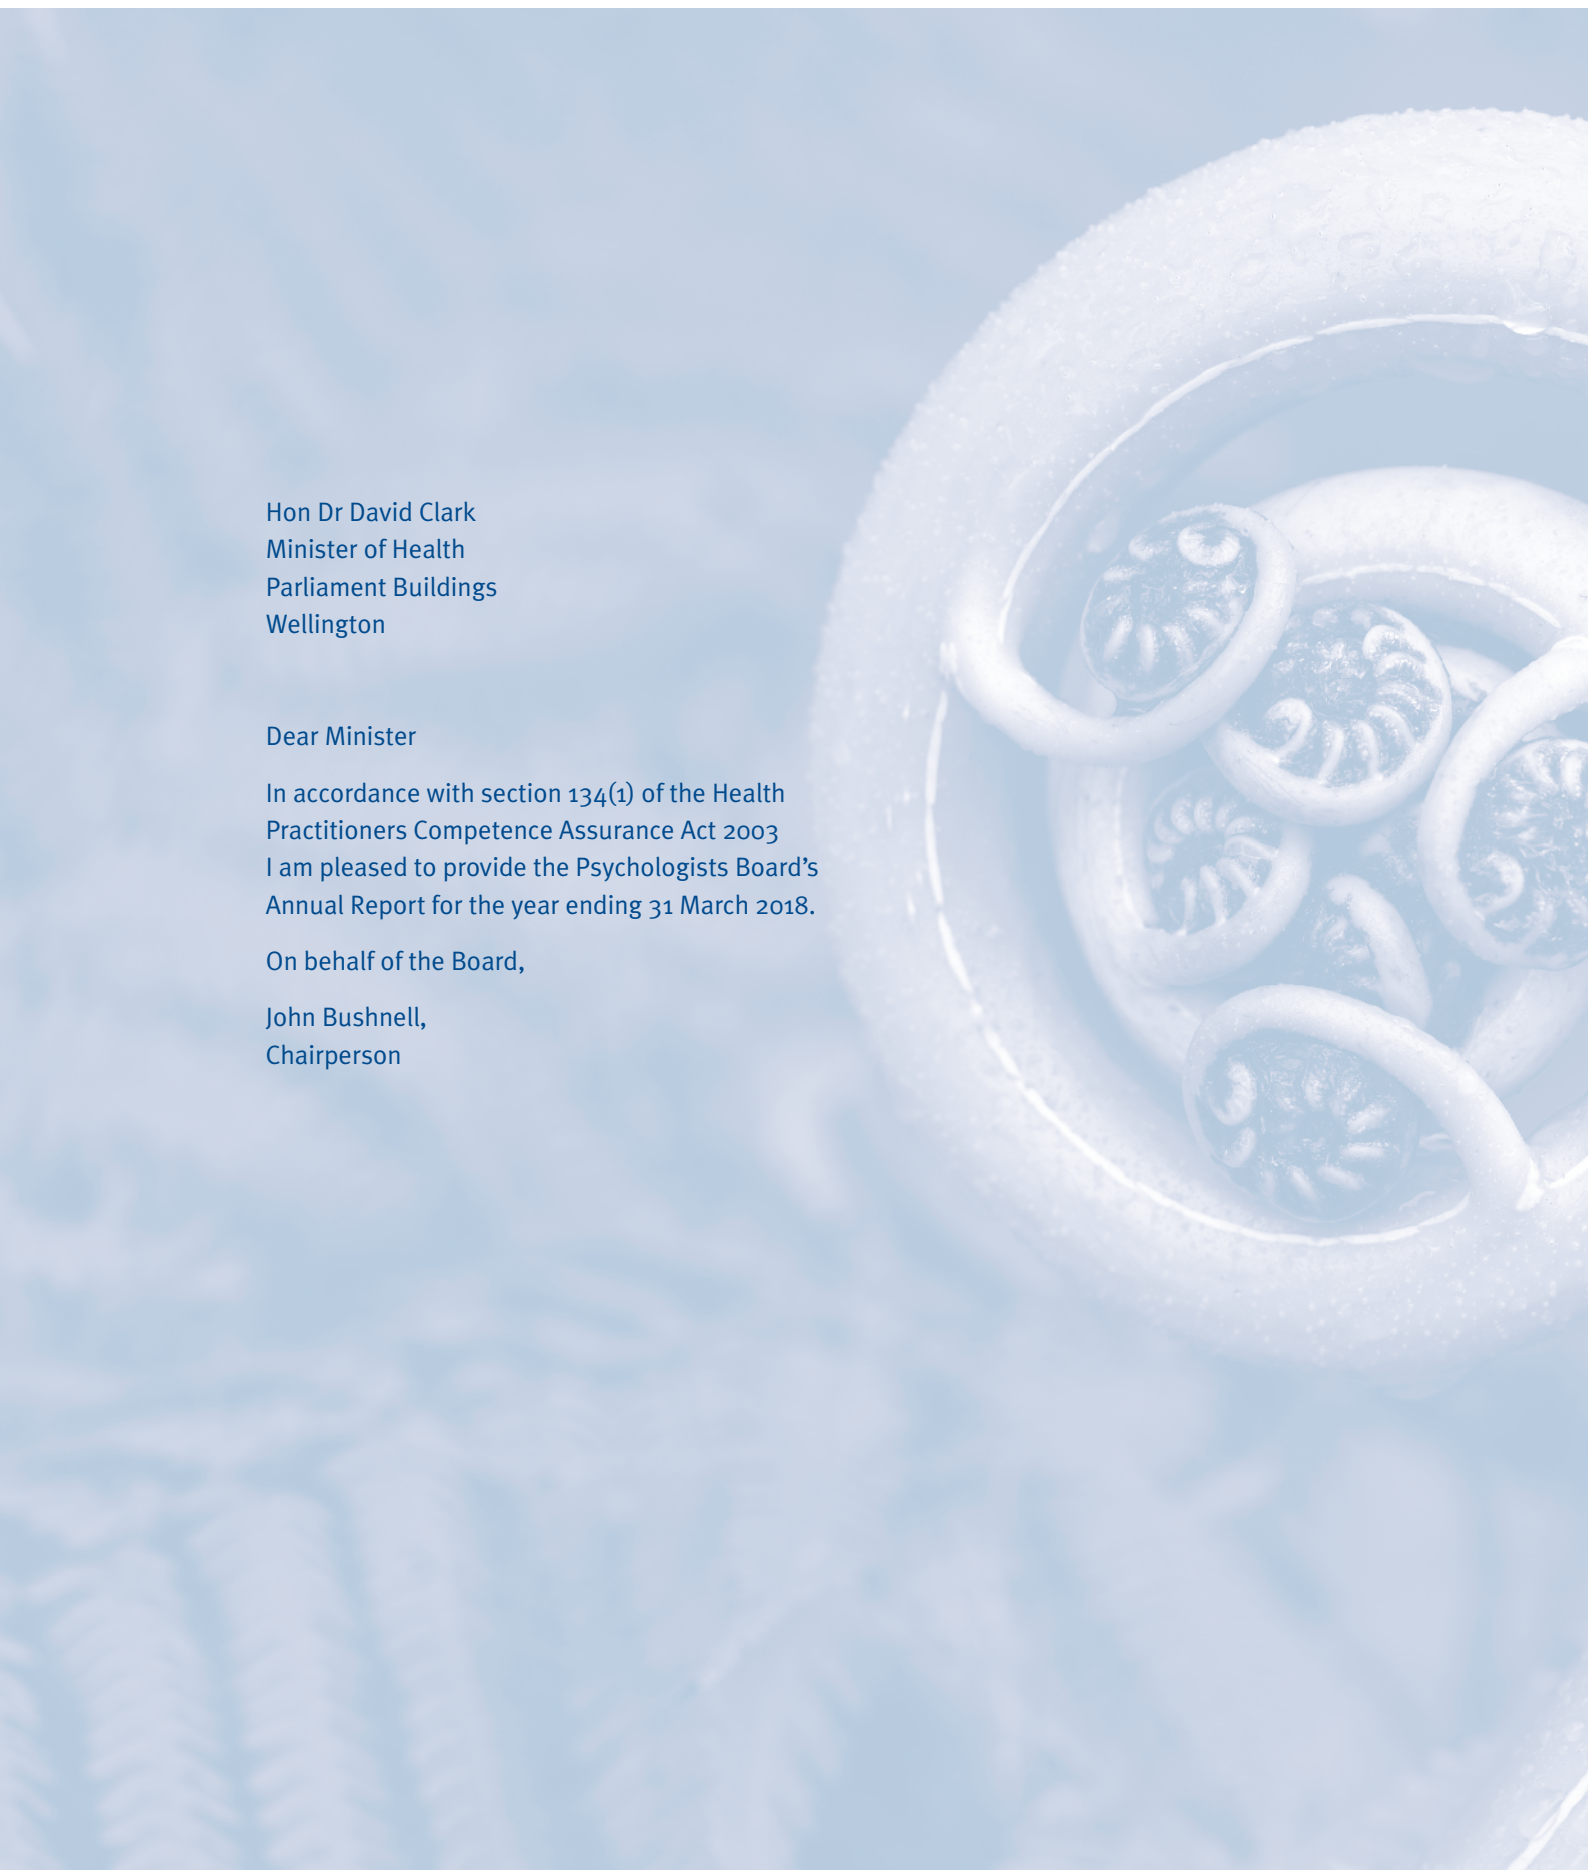 Hon Dr David Clark
Minister of Health
Parliament Buildings
Wellington
Dear Minister
In accordance with section 134(1) of the Health
Practitioners Competence Assurance Act 2003
I am pleased to provide the Psychologists Board’s
Annual Report for the year ending 31 March 2018.
On behalf of the Board,
John Bushnell,
Chairperson